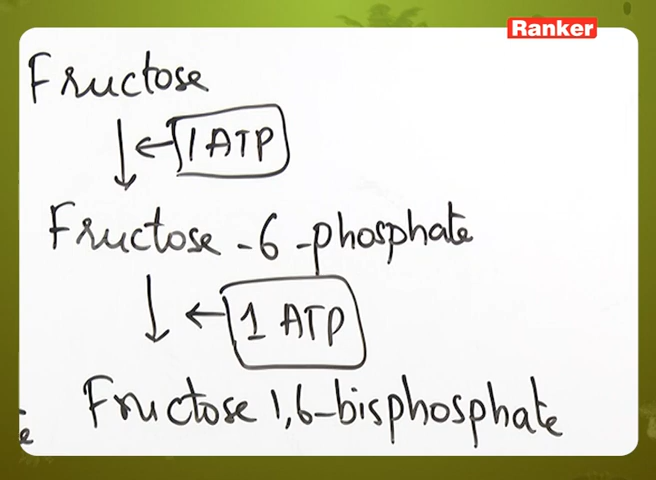 Ranker
Fructose
1 ATP
Fructose - 6 - phosphate
1 ATP
Fructose 1,6-bisphosphate